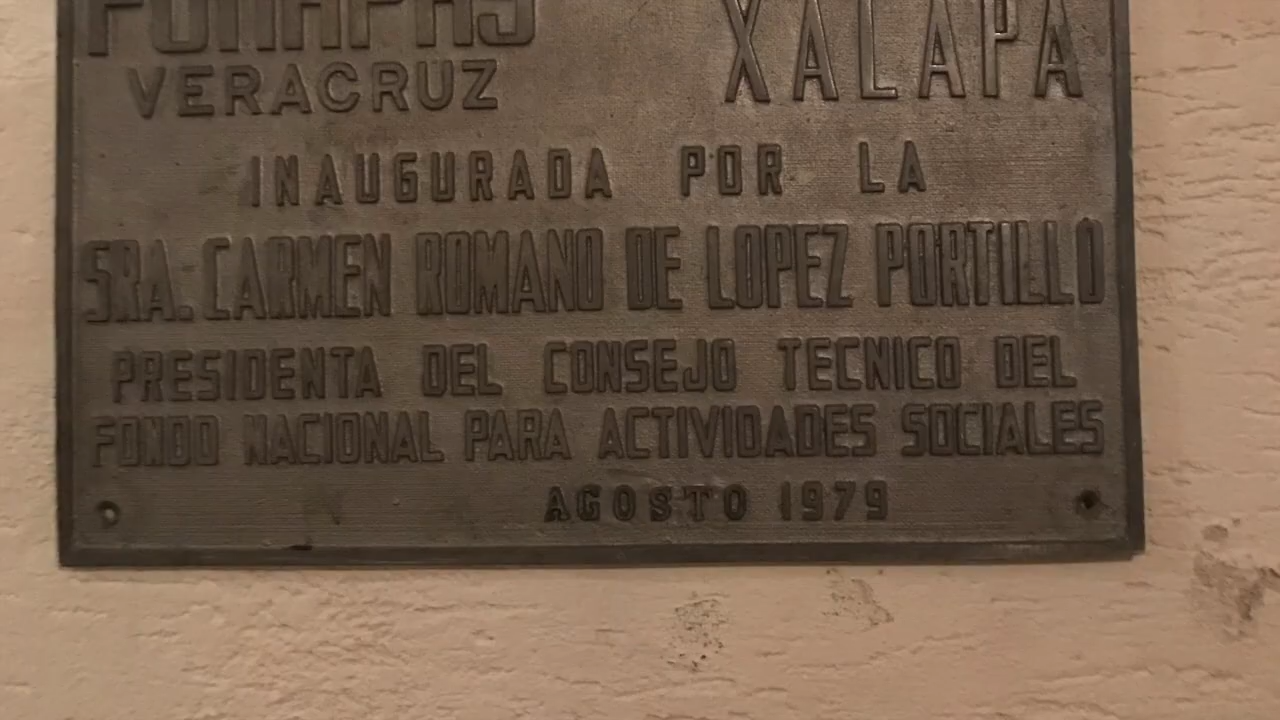 FONAPAS XALAPA
VERACRUZ
INAUGURADA POR LA
SRA. CARMEN ROMANO DE LOPEZ PORTILLO
PRESIDENTA DEL CONSEJO TECNICO DEL
FONDO NACIONAL PARA ACTIVIDADES SOCIALES
AGOSTO 1979